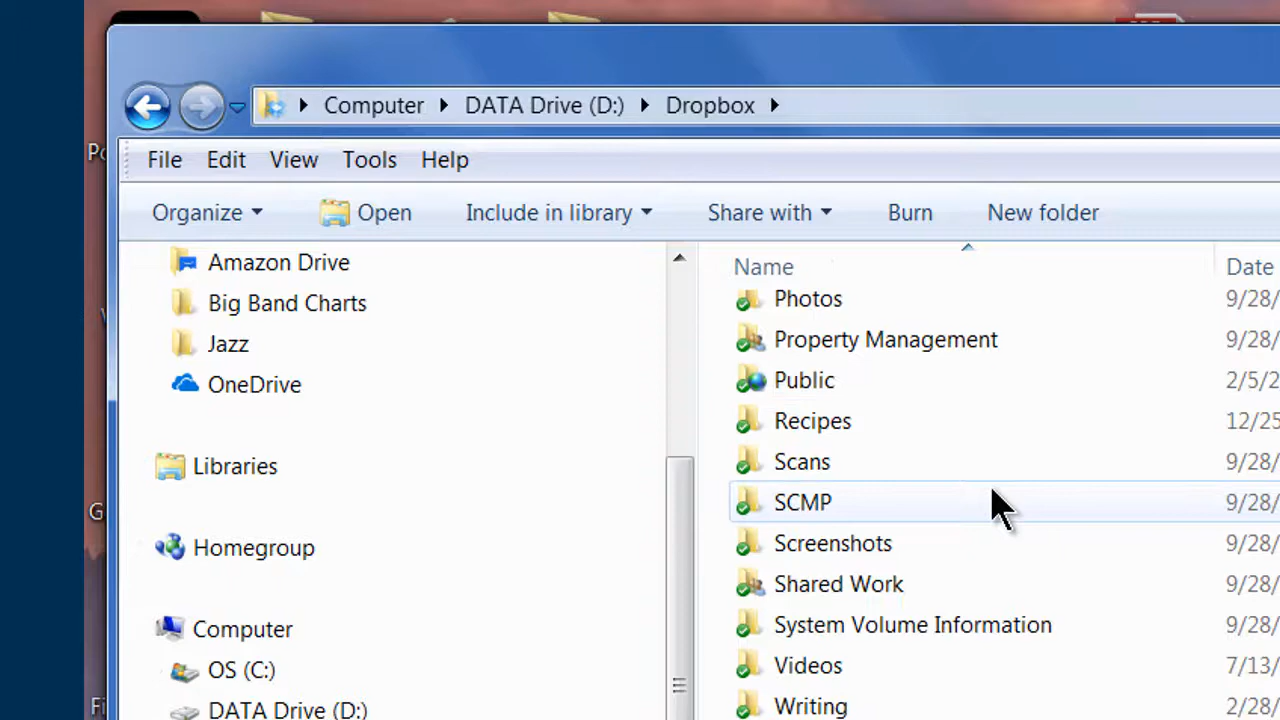 Computer DATA Drive (D:) Dropbox
File Edit View Tools Help
Organize Open Include in library Share with Burn New folder
Amazon Drive
Big Band Charts
Jazz
OneDrive
Libraries
Homegroup
Computer
OS (C:)
DATA Drive (D:)
Name Date
Photos 9/28/
Property Management 9/28/
Public 2/5/2
Recipes 12/25
Scans 9/28/
SCMP 9/28/
Screenshots 9/28/
Shared Work 9/28/
System Volume Information 9/28/
Videos 7/13/
Writing 2/28/